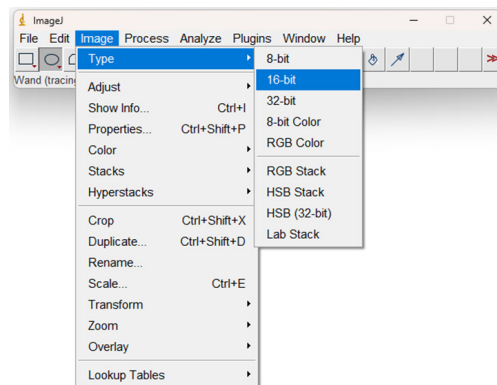 ImageJ
File Edit Image Process Analyze Plugins Window Help
Wand (tracing
Type
Adjust
Show Info... Ctrl+I
Properties... Ctrl+Shift+P
Color
Stacks
Hyperstacks
Crop Ctrl+Shift+X
Duplicate... Ctrl+Shift+D
Rename...
Scale... Ctrl+E
Transform
Zoom
Overlay
Lookup Tables
8-bit
16-bit
32-bit
8-bit Color
RGB Color
RGB Stack
HSB Stack
HSB (32-bit)
Lab Stack